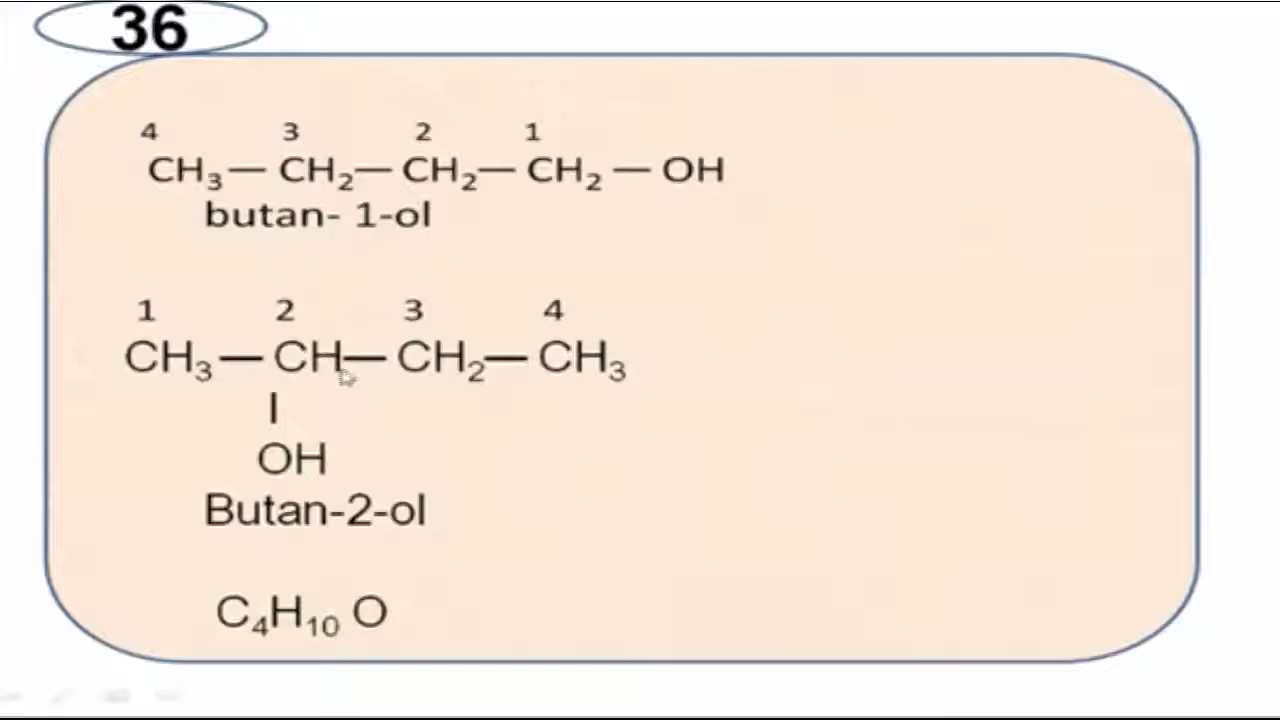 36
4 3 2 1
CH₃— CH₂— CH₂— CH₂ — OH
butan- 1-ol
1 2 3 4
CH₃— CH— CH₂— CH₃
I
OH
Butan-2-ol
C₄H₁₀ O